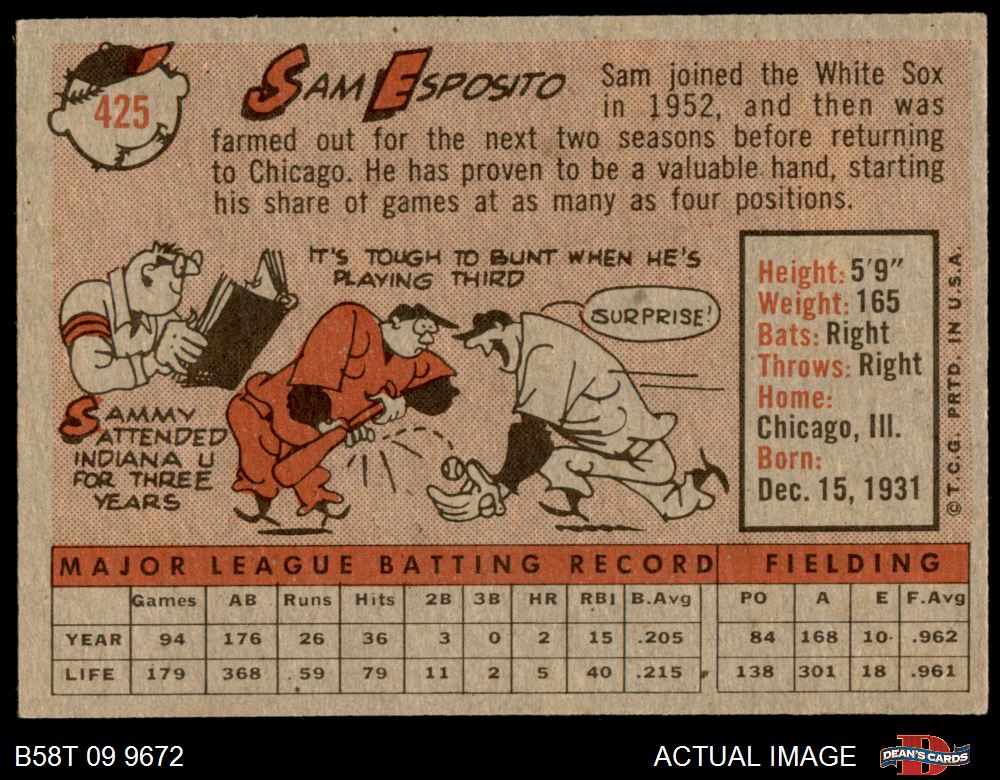 425
SAM ESPOSITO
Sam joined the White Sox
in 1952, and then was
farmed out for the next two seasons before returning
to Chicago. He has proven to be a valuable hand, starting
his share of games at as many as four positions.
IT'S TOUGH TO BUNT WHEN HE'S
PLAYING THIRD
SURPRISE!
SAMMY
ATTENDED
INDIANA U
FOR THREE
YEARS
Height: 5'9"
Weight: 165
Bats: Right
Throws: Right
Home:
Chicago, Ill.
Born:
Dec. 15, 1931
© T.C.G. PRTD. IN U.S.A.
MAJOR LEAGUE BATTING RECORD FIELDING
Games AB Runs Hits 2B 3B HR RBI B.Avg PO A E F.Avg
YEAR 94 176 26 36 3 0 2 15 .205 84 168 10 .962
LIFE 179 368 59 79 11 2 5 40 .215 138 301 18 .961
B58T 09 9672 ACTUAL IMAGE DEAN'S CARDS